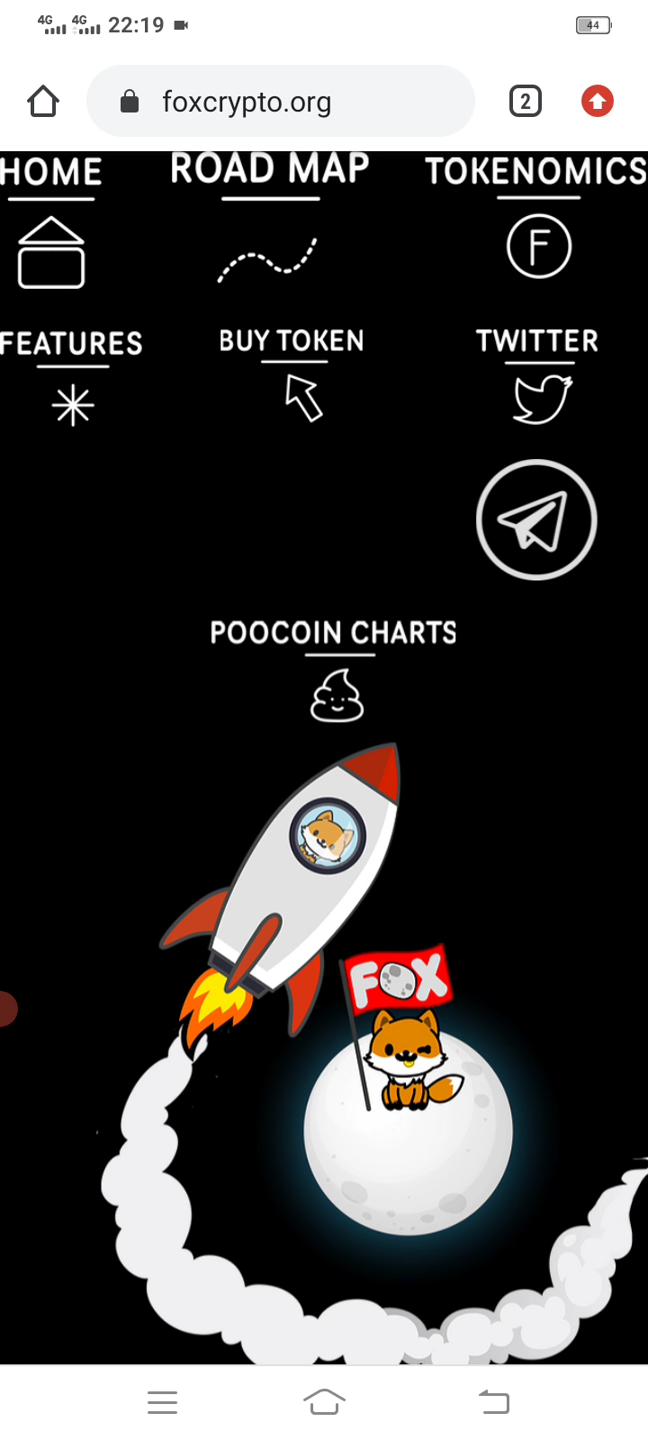 4G 4G 22:19 44
foxcrypto.org 2
HOME ROAD MAP TOKENOMICS
F
FEATURES BUY TOKEN TWITTER
POOCOIN CHARTS
FOX